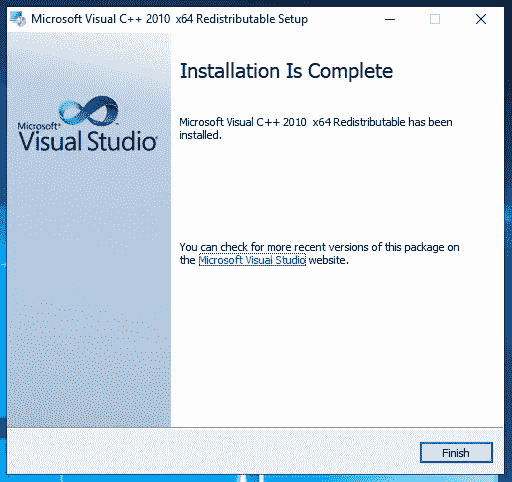 Microsoft Visual C++ 2010 x64 Redistributable Setup
Installation Is Complete
Microsoft®
Visual Studio®
Microsoft Visual C++ 2010 x64 Redistributable has been
installed.
You can check for more recent versions of this package on
the Microsoft Visual Studio website.
Finish